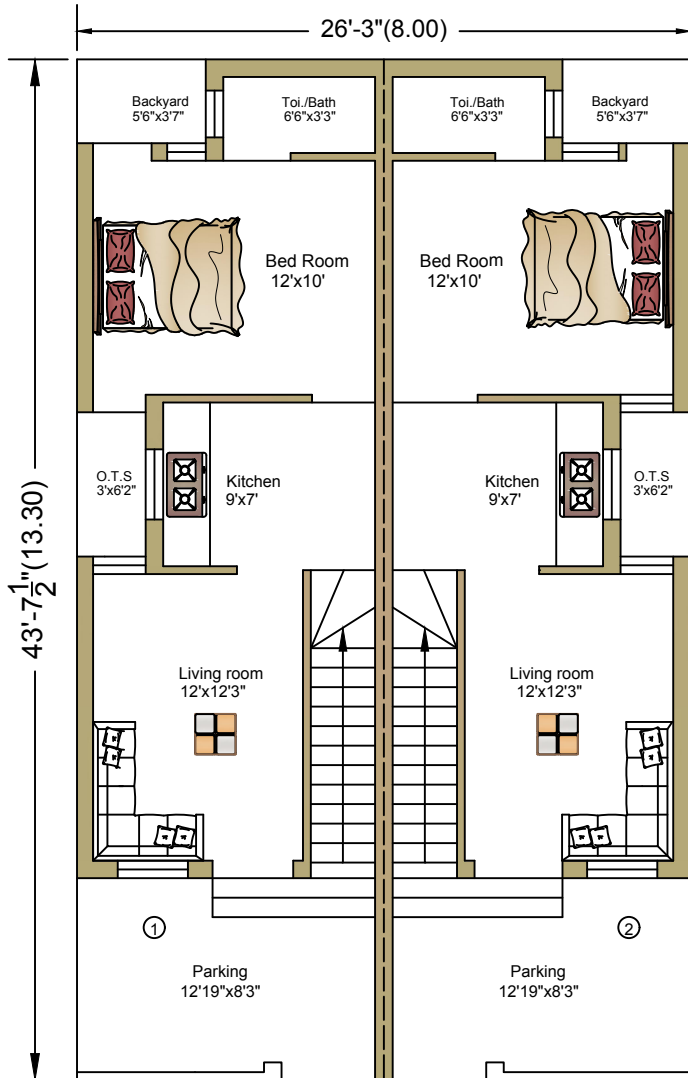 26'-3"(8.00)
43'-7 1/2"(13.30)
Backyard
5'6"x3'7"
Toi./Bath
6'6"x3'3"
Toi./Bath
6'6"x3'3"
Backyard
5'6"x3'7"
Bed Room
12'x10'
Bed Room
12'x10'
O.T.S
3'x6'2"
Kitchen
9'x7'
Kitchen
9'x7'
O.T.S
3'x6'2"
Living room
12'x12'3"
Living room
12'x12'3"
1
2
Parking
12'19"x8'3"
Parking
12'19"x8'3"